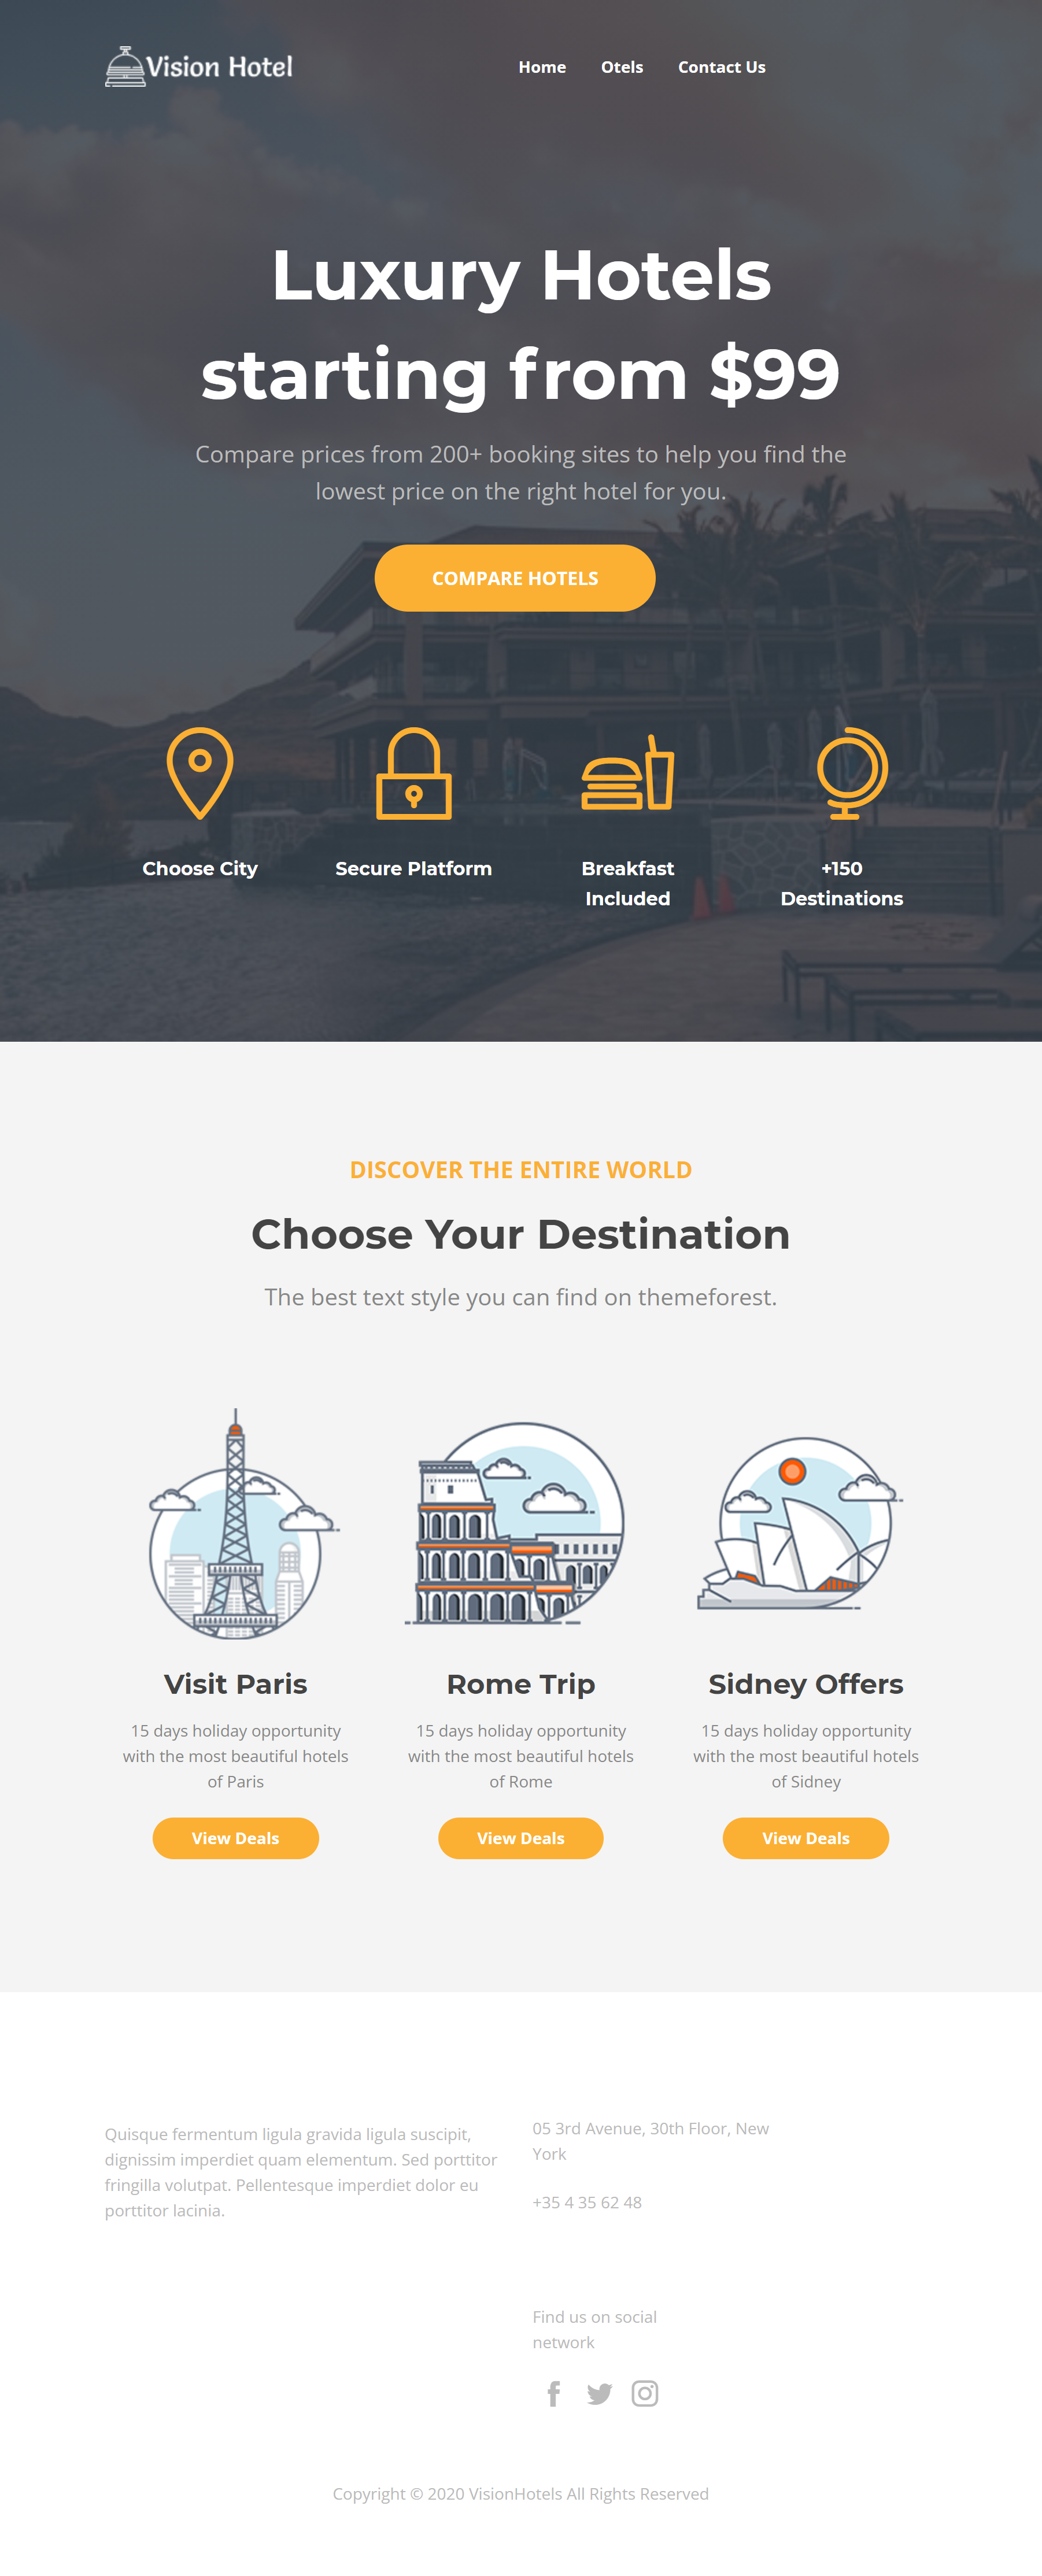 Vision Hotel
Home Otels Contact Us
Luxury Hotels
starting from $99
Compare prices from 200+ booking sites to help you find the
lowest price on the right hotel for you.
COMPARE HOTELS
Choose City
Secure Platform
Breakfast
Included
+150
Destinations
DISCOVER THE ENTIRE WORLD
Choose Your Destination
The best text style you can find on themeforest.
Visit Paris
15 days holiday opportunity
with the most beautiful hotels
of Paris
View Deals
Rome Trip
15 days holiday opportunity
with the most beautiful hotels
of Rome
View Deals
Sidney Offers
15 days holiday opportunity
with the most beautiful hotels
of Sidney
View Deals
Quisque fermentum ligula gravida ligula suscipit,
dignissim imperdiet quam elementum. Sed porttitor
fringilla volutpat. Pellentesque imperdiet dolor eu
porttitor lacinia.
05 3rd Avenue, 30th Floor, New
York
+35 4 35 62 48
Find us on social
network
Copyright © 2020 VisionHotels All Rights Reserved